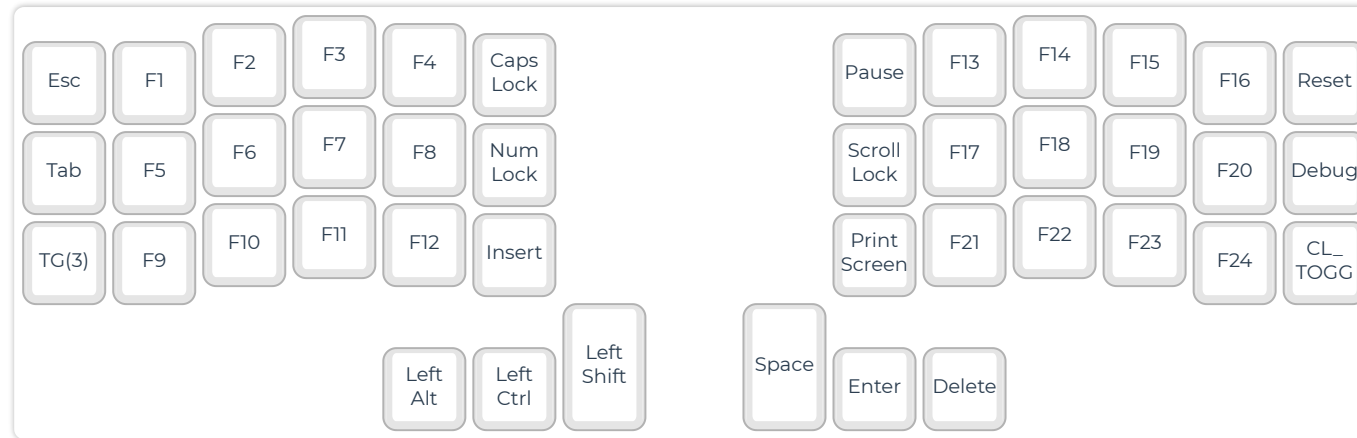 Esc
F1
F2
F3
F4
Caps
Lock
Pause
F13
F14
F15
F16
Reset
Tab
F5
F6
F7
F8
Num
Lock
Scroll
Lock
F17
F18
F19
F20
Debug
TG(3)
F9
F10
F11
F12
Insert
Print
Screen
F21
F22
F23
F24
CL_
TOGG
Left
Alt
Left
Ctrl
Left
Shift
Space
Enter
Delete